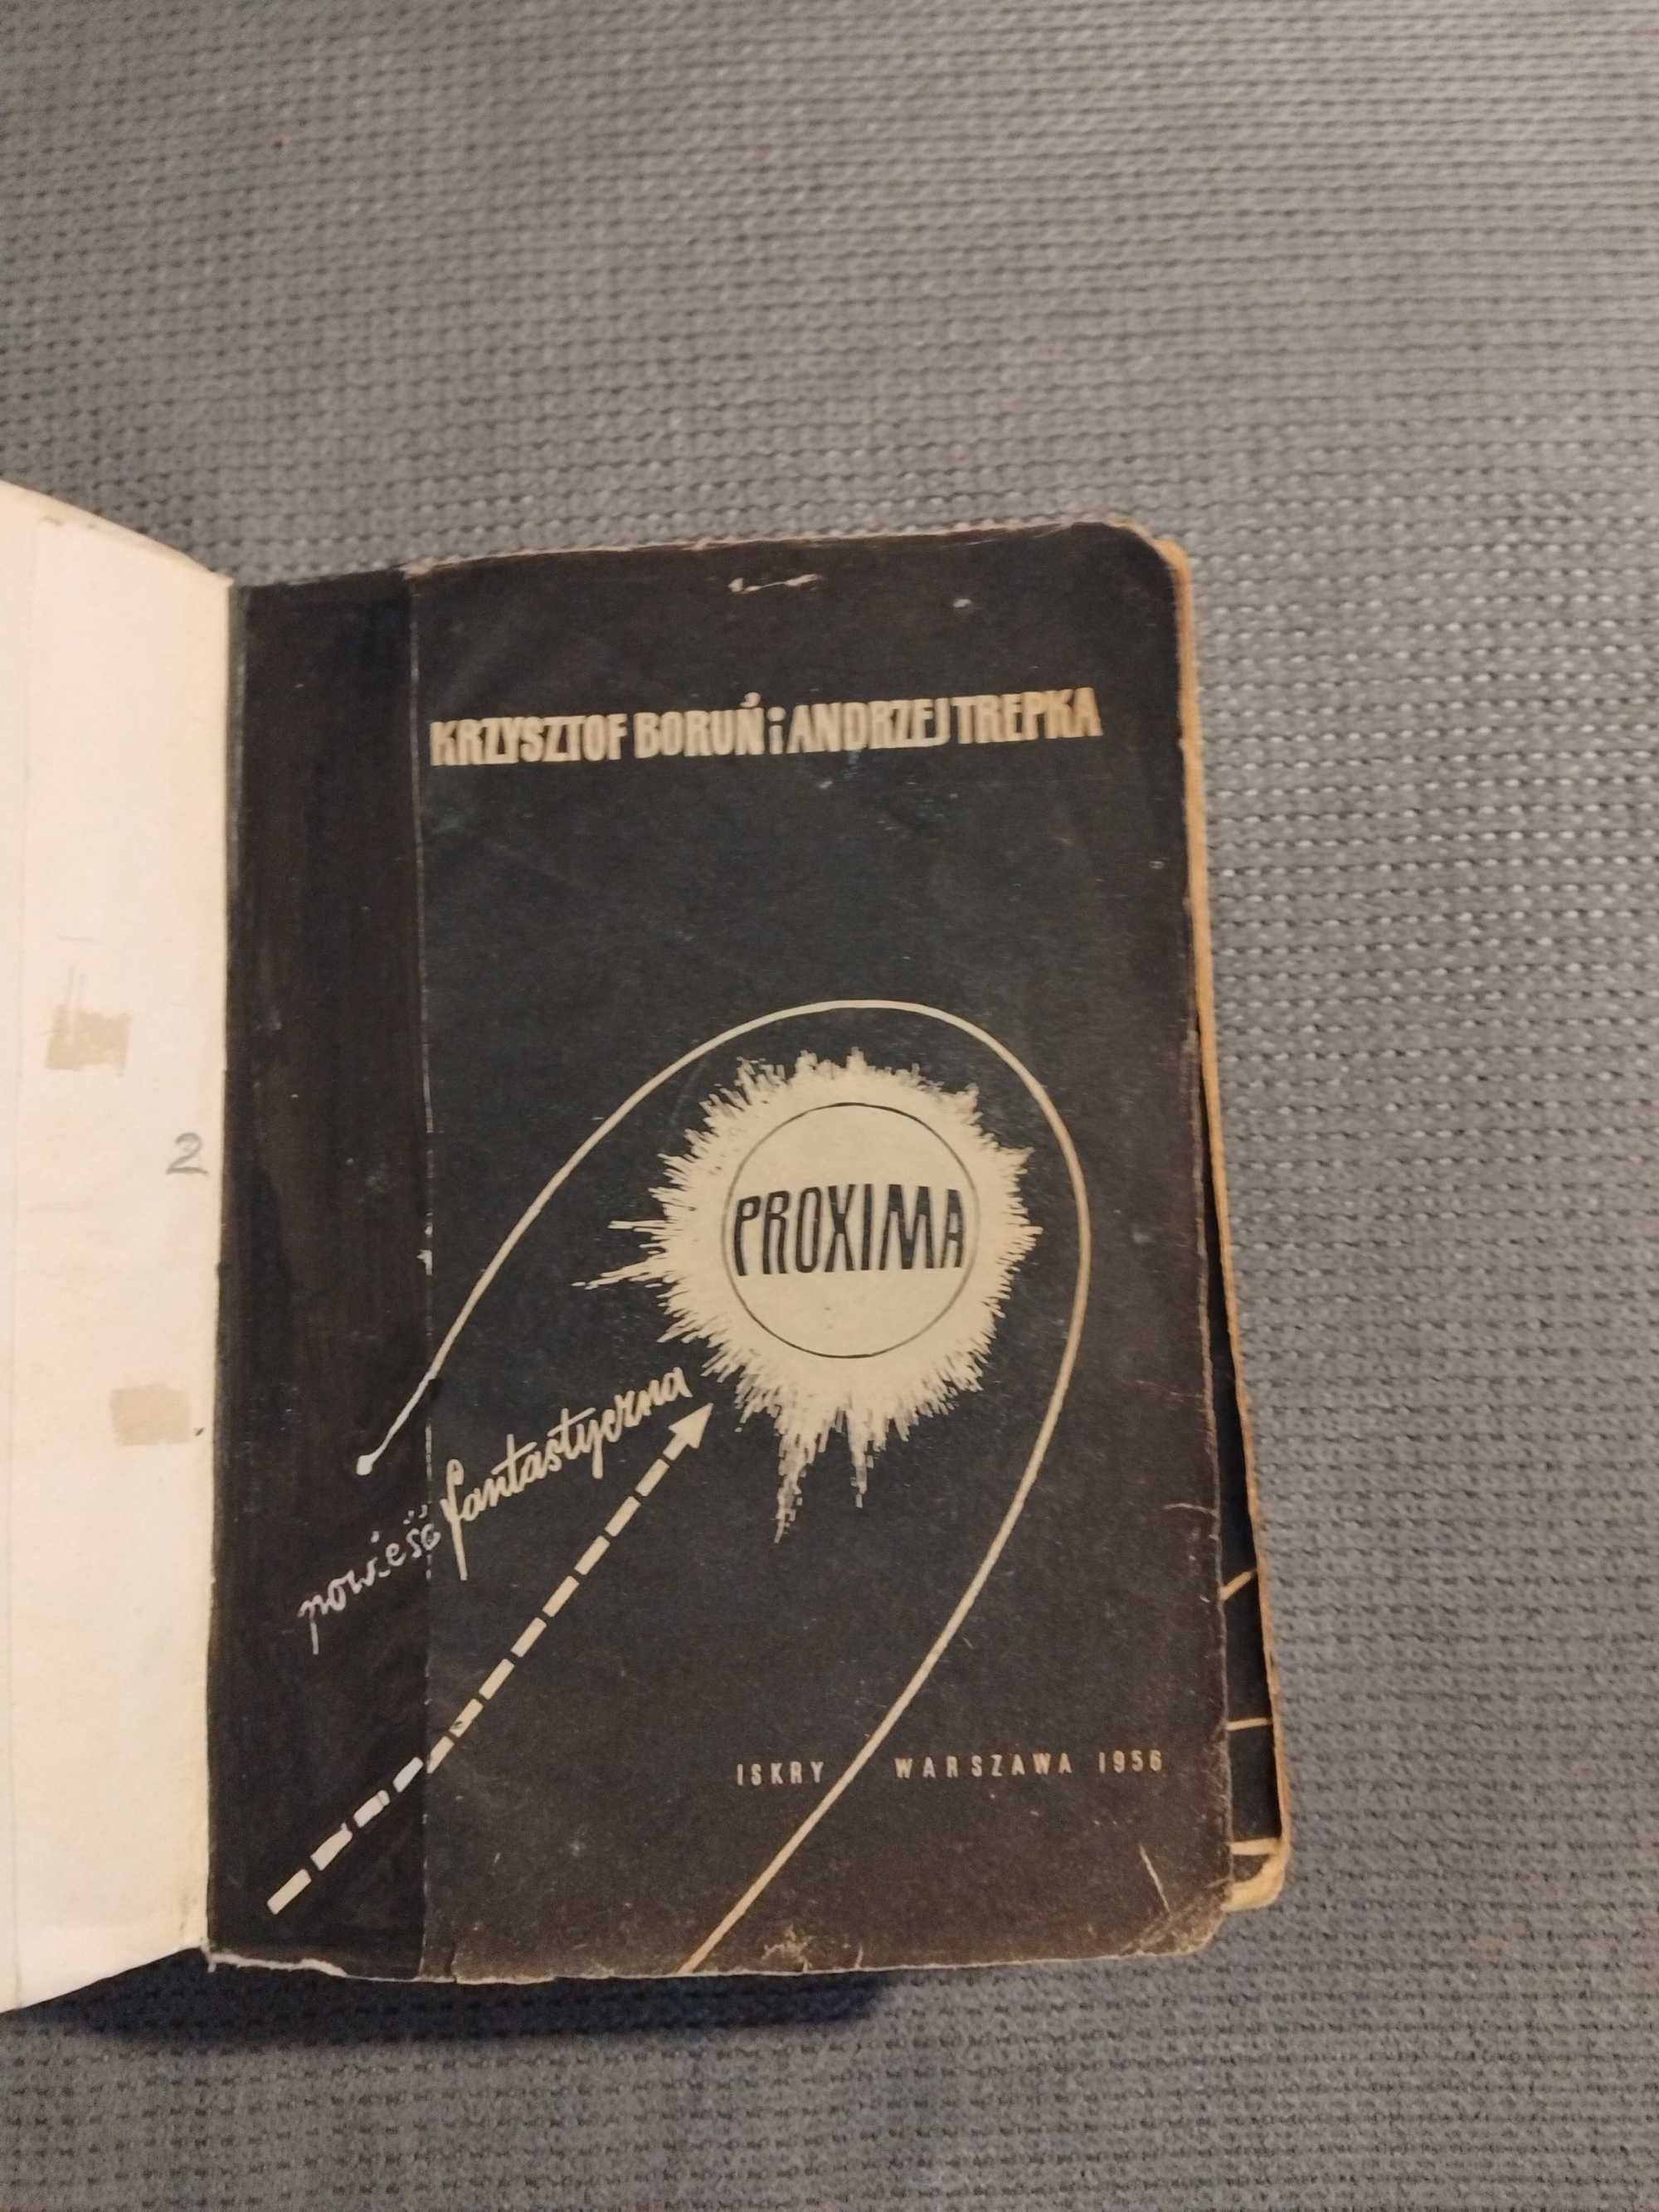 KRZYSZTOF BORUŃ i ANDRZEJ TREPKA
PROXIMA
powieść fantastyczna
2
ISKRY WARSZAWA 1956